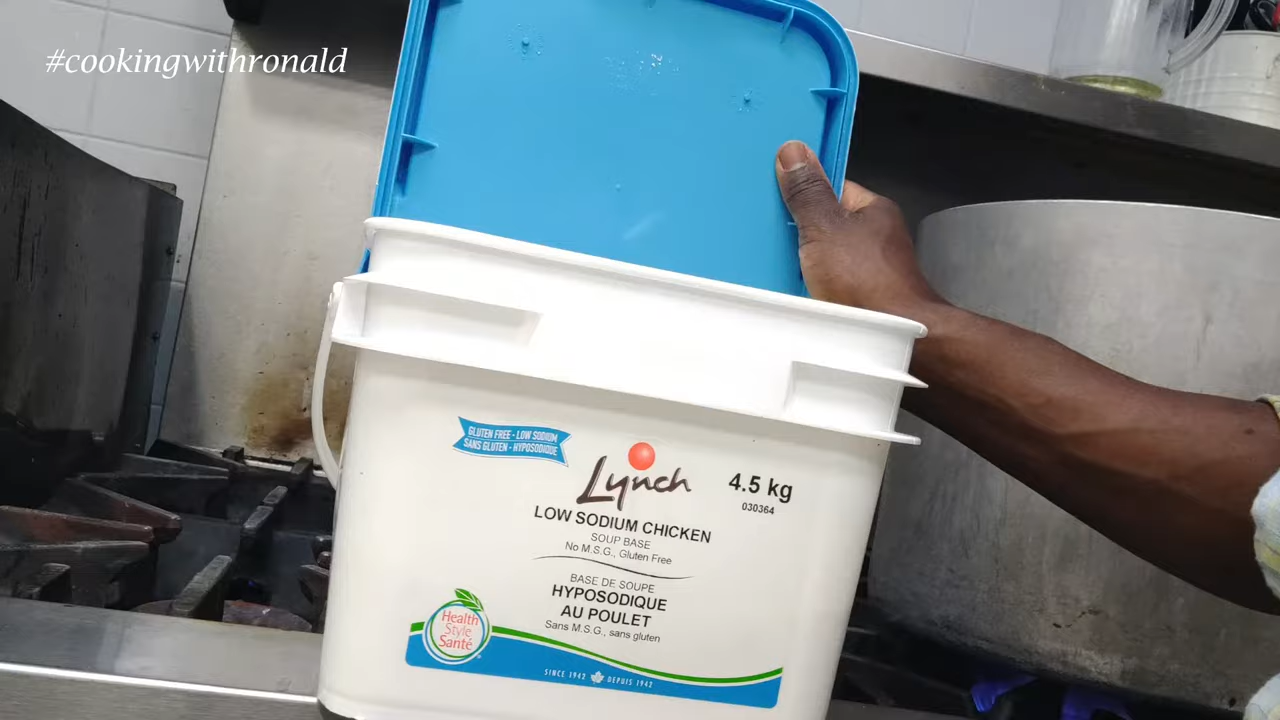 #cookingwithronald
GLUTEN FREE - LOW SODIUM
SANS GLUTEN - HYPOSODIQUE
Lynch
4.5 kg
030364
LOW SODIUM CHICKEN
SOUP BASE
No M.S.G., Gluten Free
BASE DE SOUPE
HYPOSODIQUE
AU POULET
Sans M.S.G., sans gluten
Health
Style
Santé
SINCE 1942 DEPUIS 1942